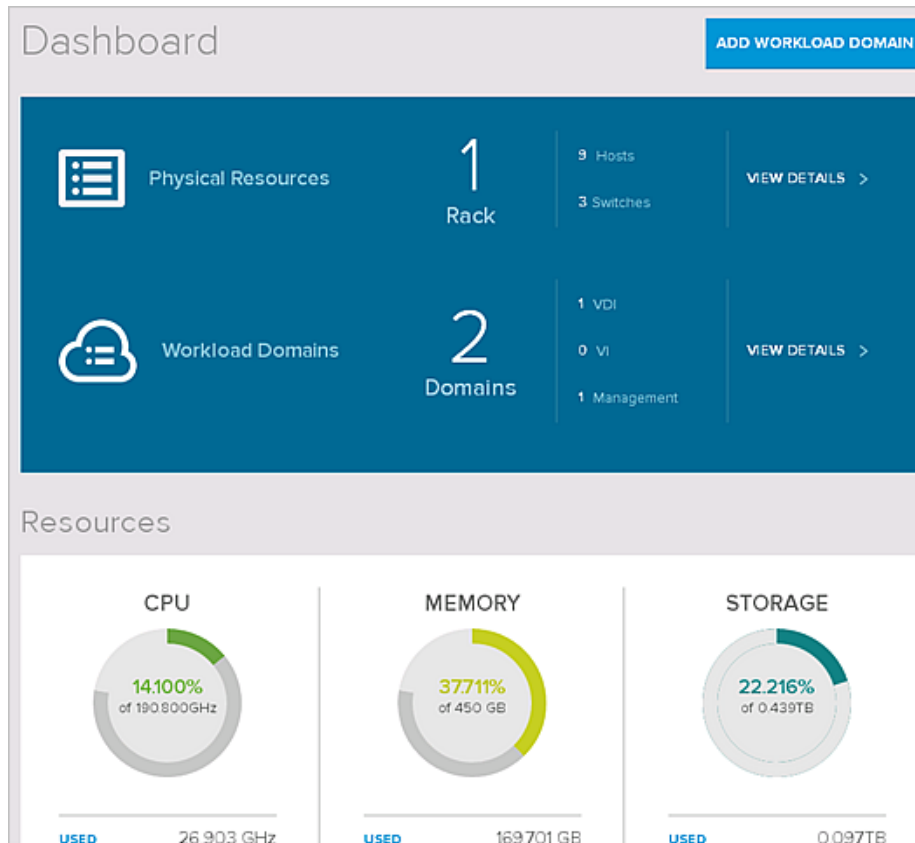 Dashboard
ADD WORKLOAD DOMAIN
Physical Resources
1
Rack
9 Hosts
3 Switches
VIEW DETAILS >
Workload Domains
2
Domains
1 VDI
0 VI
1 Management
VIEW DETAILS >
Resources
CPU
14.100%
of 190.800GHz
USED 26.903 GHz
MEMORY
37.711%
of 450 GB
USED 169.701 GB
STORAGE
22.216%
of 0.439TB
USED 0.097TB